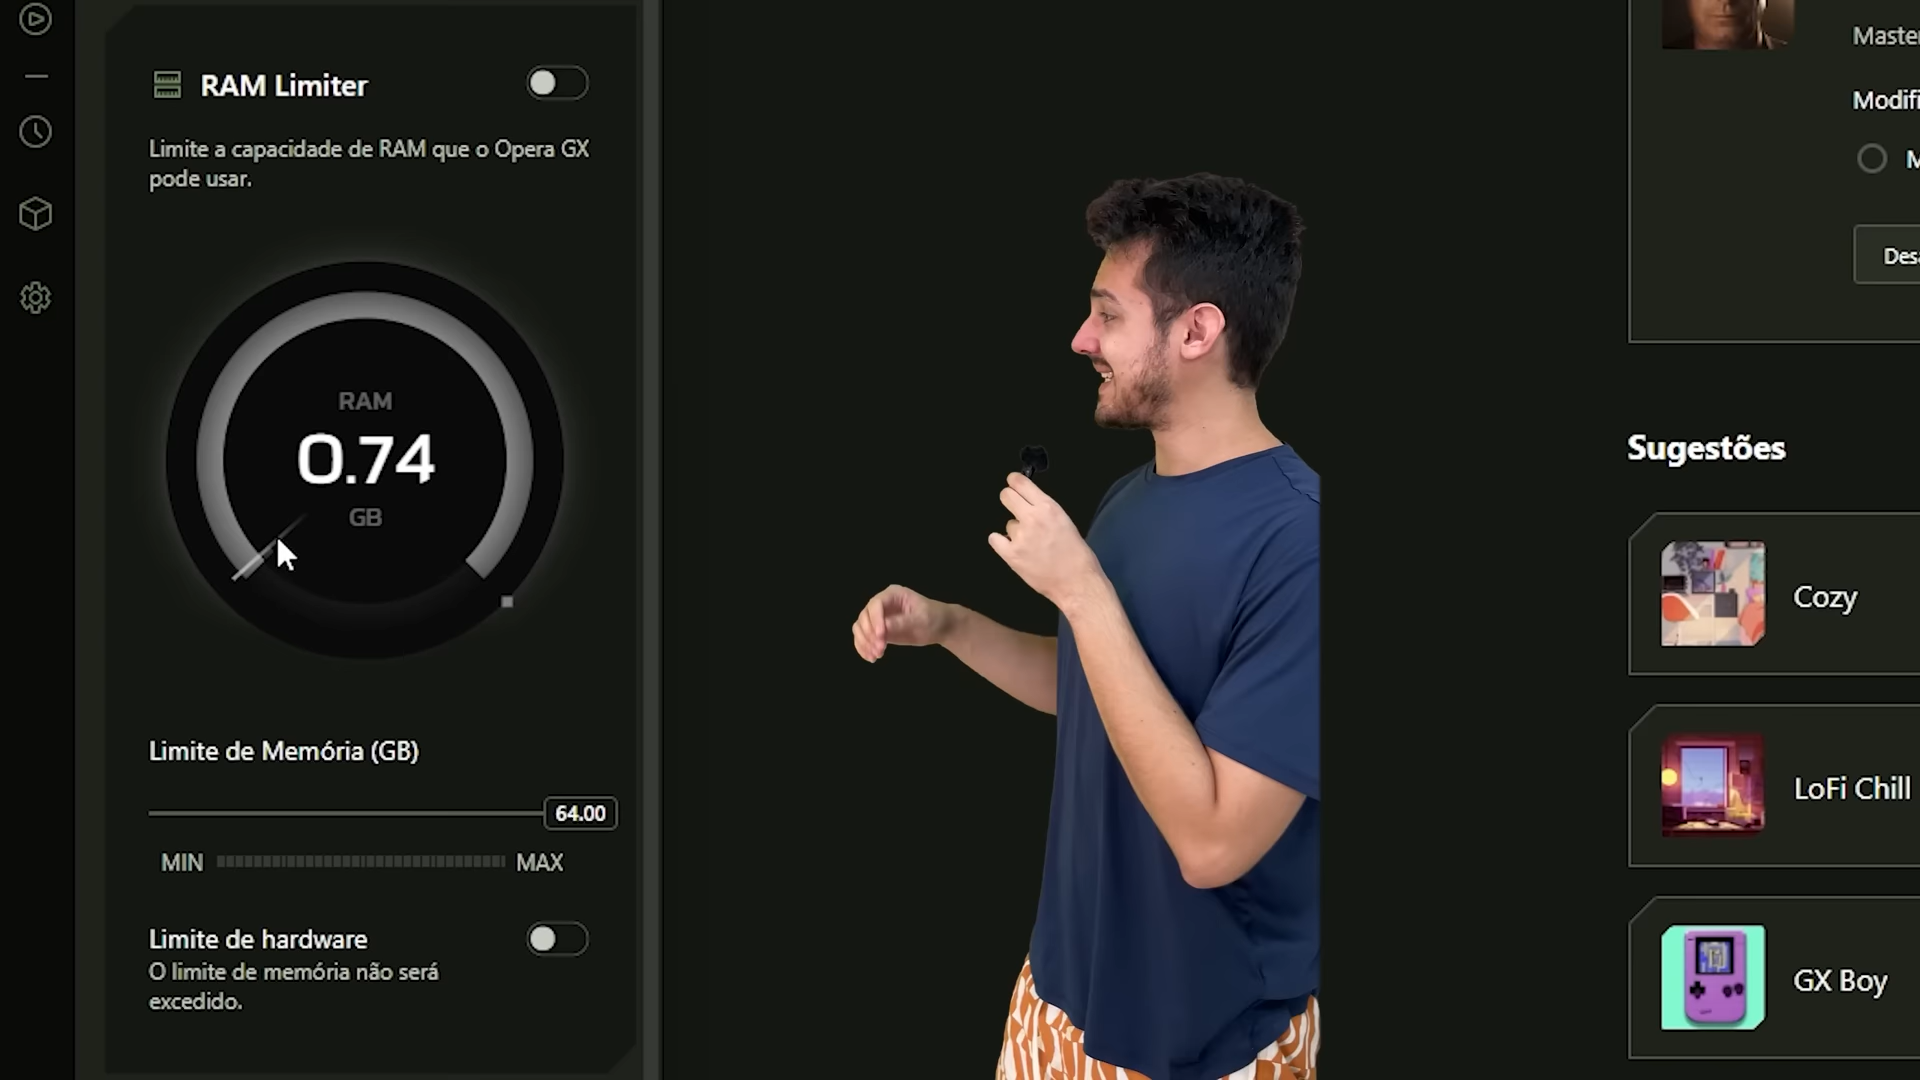 RAM Limiter
Limite a capacidade de RAM que o Opera GX
pode usar.
RAM
0.74
GB
Limite de Memória (GB)
64.00
MIN
MAX
Limite de hardware
O limite de memória não será
excedido.
Sugestões
Cozy
LoFi Chill
GX Boy